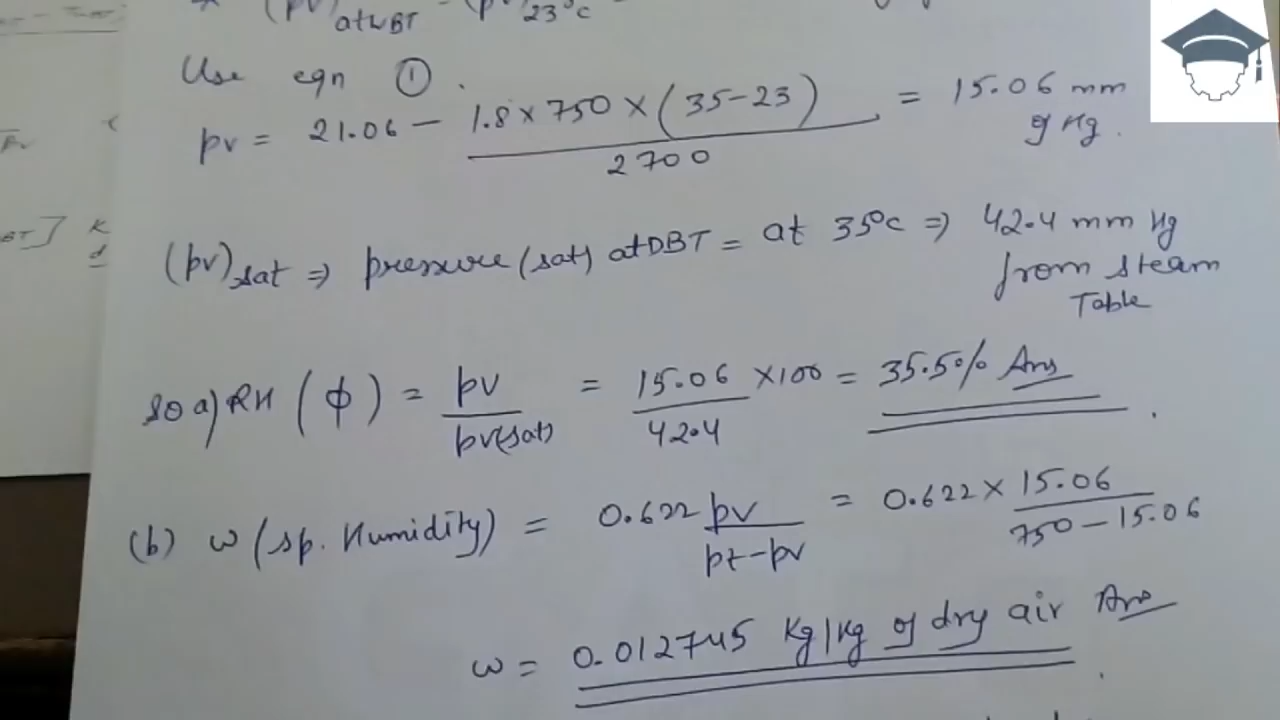 (pv) at WBT = (pv) 23°c
Use eqn ① .
pv = 21.06 − 1.8 × 750 × (35−23) / 2700 = 15.06 mm of Hg .
(pv)sat ⇒ pressure (sat) at DBT = at 35°c ⇒ 42.4 mm Hg
from steam
Table
so a) RH (ϕ) = pv / pv(sat) = 15.06 / 42.4 × 100 = 35.5% Ans .
(b) w (sp. Humidity) = 0.622 pv / pt−pv = 0.622 × 15.06 / 750 − 15.06
w = 0.012745 Kg/Kg of dry air Ans .